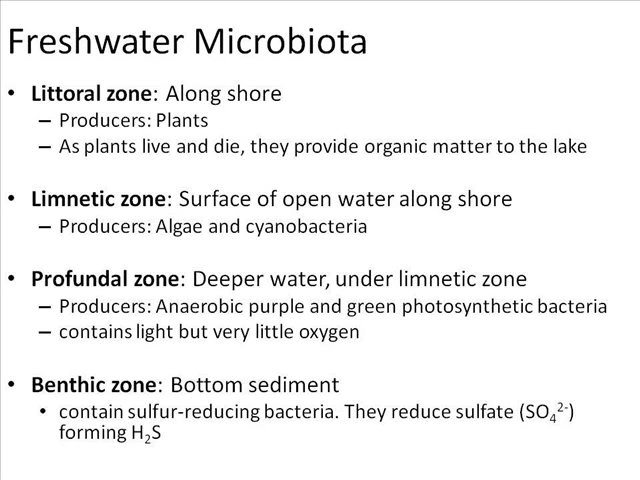 Freshwater Microbiota
• Littoral zone: Along shore
– Producers: Plants
– As plants live and die, they provide organic matter to the lake
• Limnetic zone: Surface of open water along shore
– Producers: Algae and cyanobacteria
• Profundal zone: Deeper water, under limnetic zone
– Producers: Anaerobic purple and green photosynthetic bacteria
– contains light but very little oxygen
• Benthic zone: Bottom sediment
• contain sulfur-reducing bacteria. They reduce sulfate (SO₄²⁻)
forming H₂S